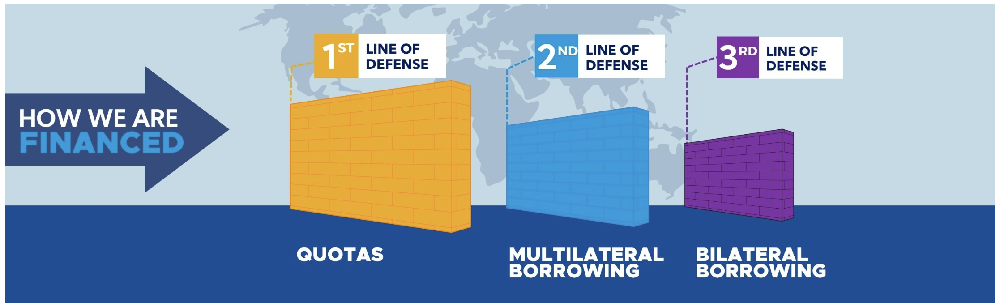 HOW WE ARE
FINANCED
1ST
LINE OF
DEFENSE
2ND
LINE OF
DEFENSE
3RD
LINE OF
DEFENSE
QUOTAS
MULTILATERAL
BORROWING
BILATERAL
BORROWING